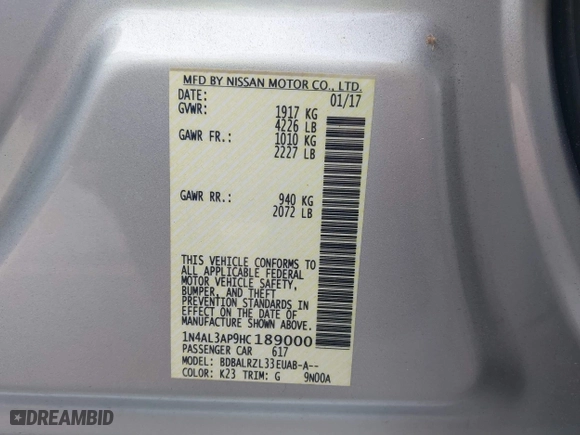 MFD BY NISSAN MOTOR CO., LTD.
DATE: 01/17
GVWR: 1917 KG
4226 LB
GAWR FR.: 1010 KG
2227 LB
GAWR RR.: 940 KG
2072 LB
THIS VEHICLE CONFORMS TO
ALL APPLICABLE FEDERAL
MOTOR VEHICLE SAFETY,
BUMPER, AND THEFT
PREVENTION STANDARDS IN
EFFECT ON THE DATE OF
MANUFACTURE SHOWN ABOVE.
1N4AL3AP9HC189000
PASSENGER CAR 617
MODEL: BDBALRZL33EUAB-A--
COLOR: K23 TRIM: G 9N00A
DREAMBID